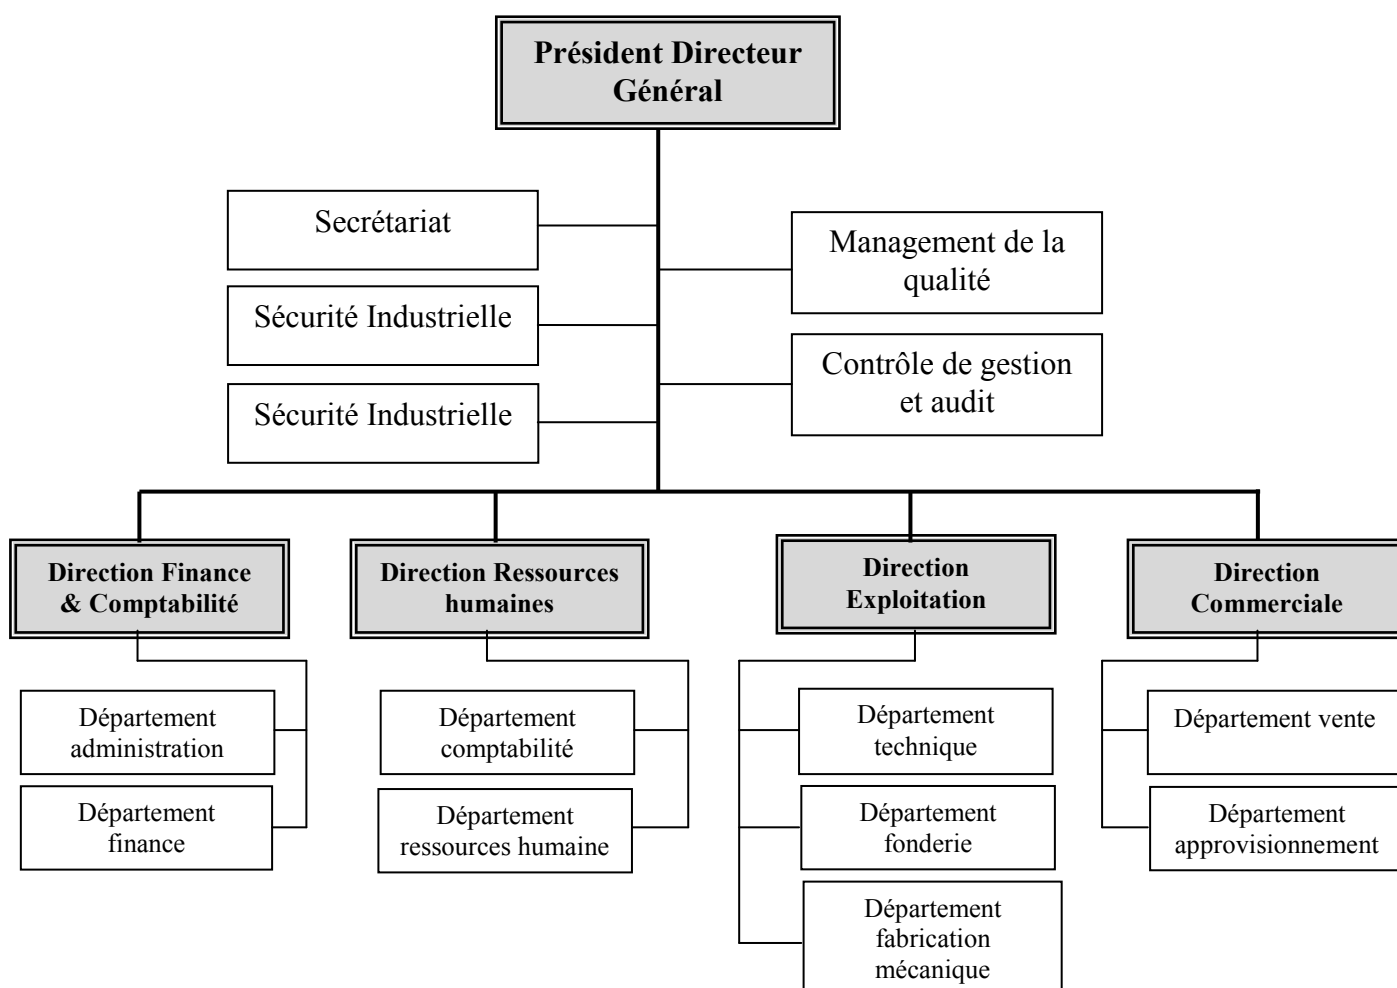 Président Directeur
Général
Secrétariat
Management de la
qualité
Sécurité Industrielle
Contrôle de gestion
et audit
Sécurité Industrielle
Direction Finance
& Comptabilité
Direction Ressources
humaines
Direction
Exploitation
Direction
Commerciale
Département
administration
Département
comptabilité
Département
technique
Département vente
Département
finance
Département
ressources humaine
Département
fonderie
Département
approvisionnement
Département
fabrication
mécanique